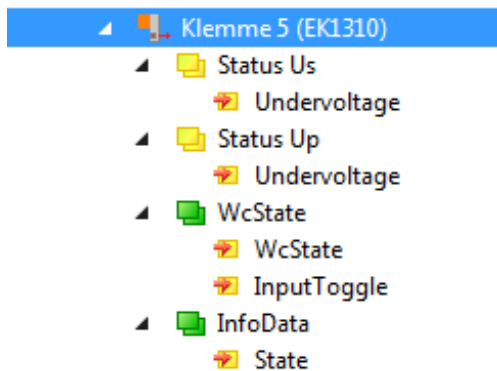 Klemme 5 (EK1310)
Status Us
Undervoltage
Status Up
Undervoltage
WcState
WcState
InputToggle
InfoData
State